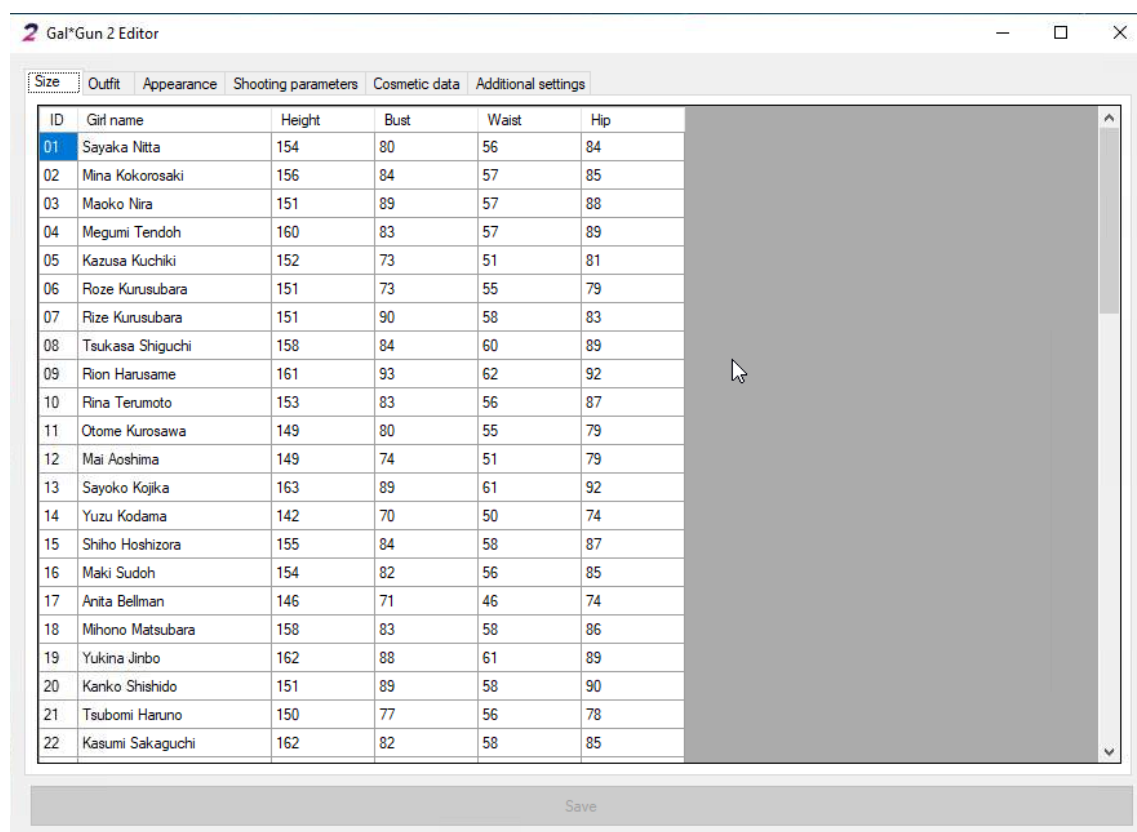 2 Gal*Gun 2 Editor
Size Outfit Appearance Shooting parameters Cosmetic data Additional settings
ID Girl name Height Bust Waist Hip
01 Sayaka Nitta 154 80 56 84
02 Mina Kokorosaki 156 84 57 85
03 Maoko Nira 151 89 57 88
04 Megumi Tendoh 160 83 57 89
05 Kazusa Kuchiki 152 73 51 81
06 Roze Kurusubara 151 73 55 79
07 Rize Kurusubara 151 90 58 83
08 Tsukasa Shiguchi 158 84 60 89
09 Rion Harusame 161 93 62 92
10 Rina Terumoto 153 83 56 87
11 Otome Kurosawa 149 80 55 79
12 Mai Aoshima 149 74 51 79
13 Sayoko Kojika 163 89 61 92
14 Yuzu Kodama 142 70 50 74
15 Shiho Hoshizora 155 84 58 87
16 Maki Sudoh 154 82 56 85
17 Anita Bellman 146 71 46 74
18 Mihono Matsubara 158 83 58 86
19 Yukina Jinbo 162 88 61 89
20 Kanko Shishido 151 89 58 90
21 Tsubomi Haruno 150 77 56 78
22 Kasumi Sakaguchi 162 82 58 85
Save